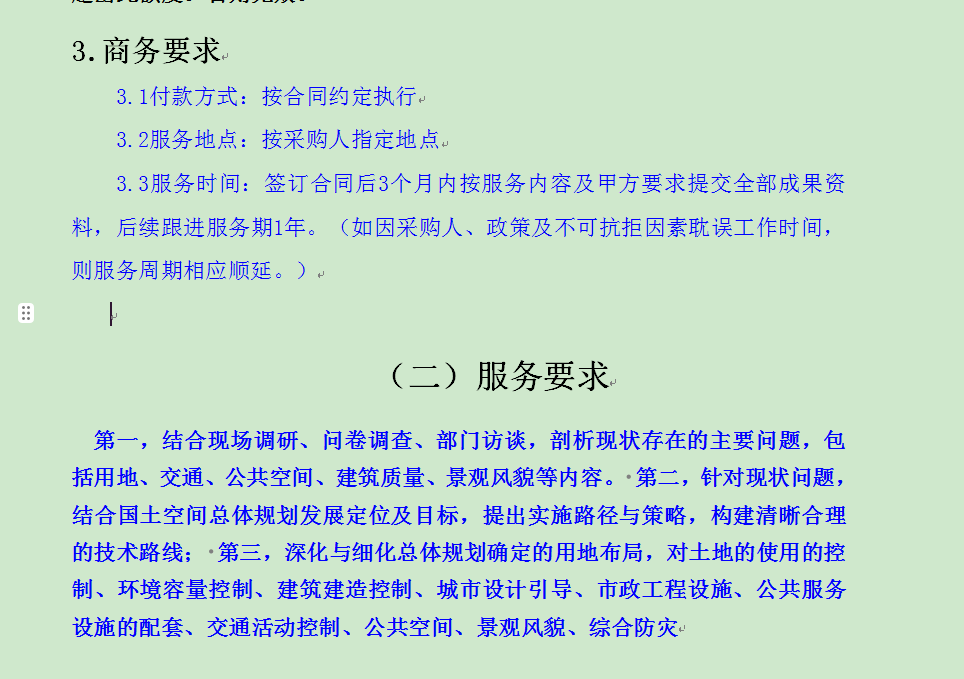 3.商务要求
3.1付款方式：按合同约定执行
3.2服务地点：按采购人指定地点
3.3服务时间：签订合同后3个月内按服务内容及甲方要求提交全部成果资
料，后续跟进服务期1年。（如因采购人、政策及不可抗拒因素耽误工作时间，
则服务周期相应顺延。）
（二）服务要求
第一，结合现场调研、问卷调查、部门访谈，剖析现状存在的主要问题，包
括用地、交通、公共空间、建筑质量、景观风貌等内容。 第二，针对现状问题，
结合国土空间总体规划发展定位及目标，提出实施路径与策略，构建清晰合理
的技术路线； 第三，深化与细化总体规划确定的用地布局，对土地的使用的控
制、环境容量控制、建筑建造控制、城市设计引导、市政工程设施、公共服务
设施的配套、交通活动控制、公共空间、景观风貌、综合防灾